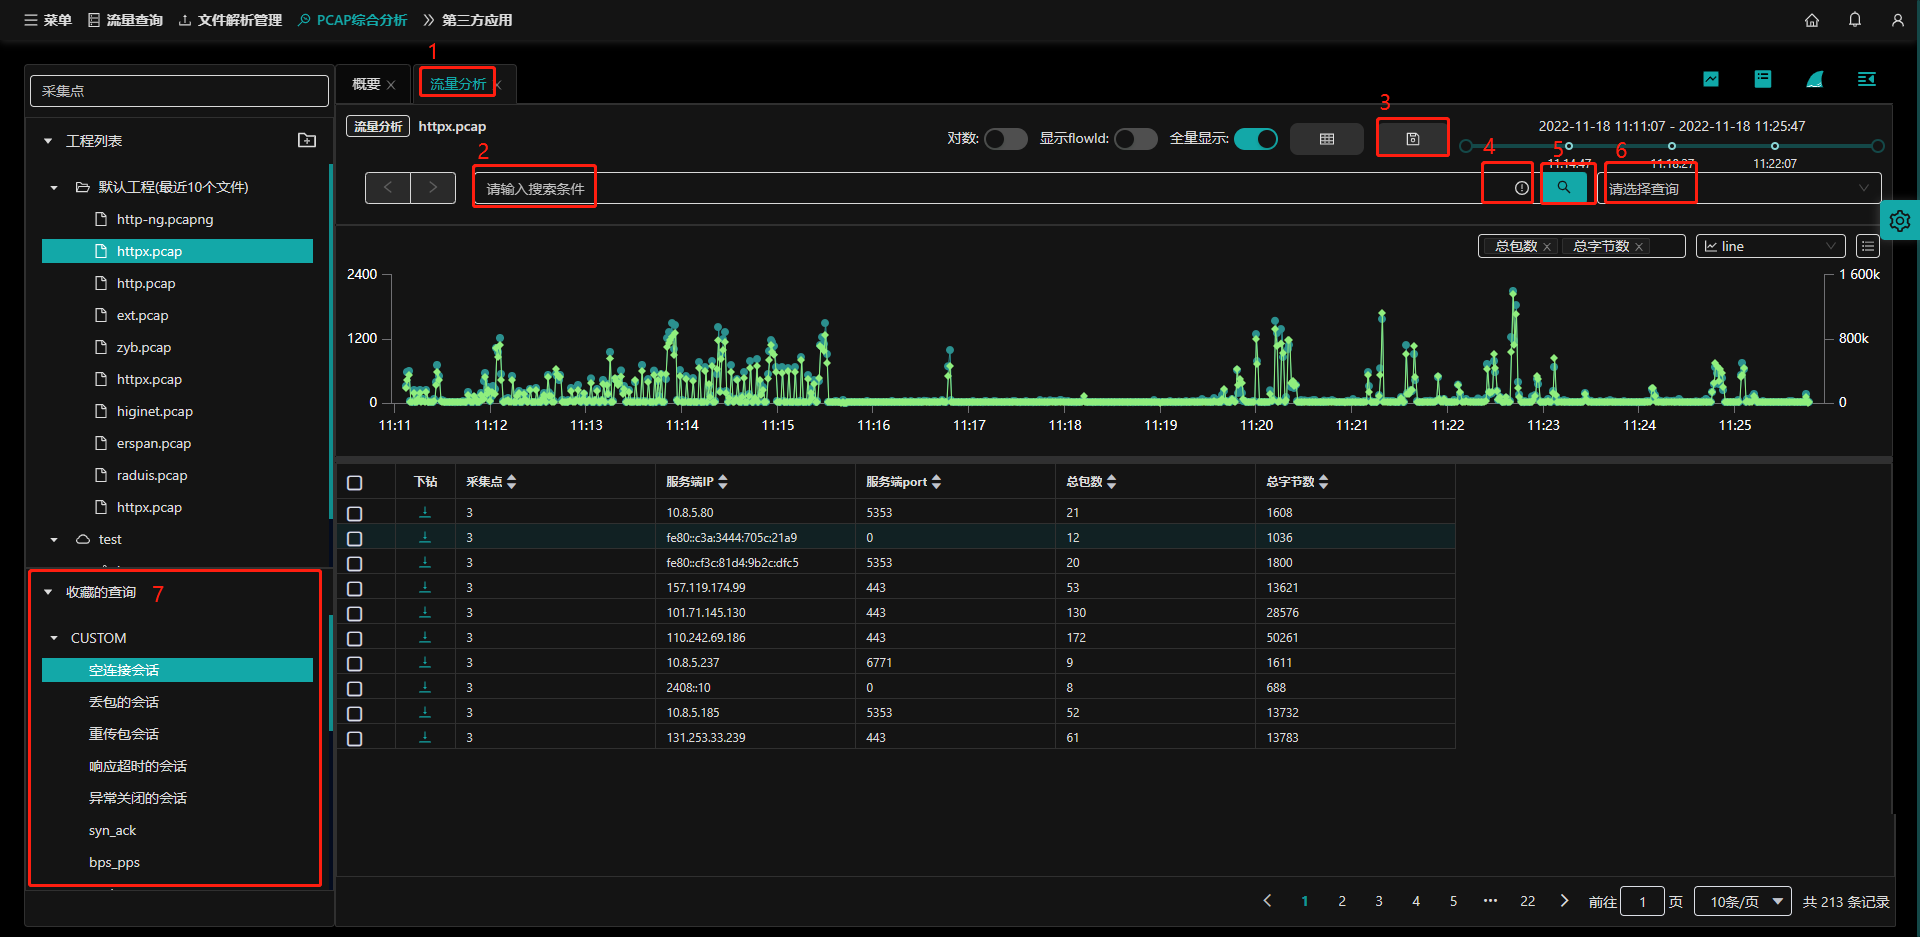 菜单 流量查询 文件解析管理 PCAP综合分析 第三方应用
1
采集点
概要 流量分析
3
流量分析 httpx.pcap
对数: 显示flowId: 全量显示:
2022-11-18 11:11:07 - 2022-11-18 11:25:47
11:14:47 11:18:27 11:22:07
2 4 5 6
请输入搜索条件 请选择查询
工程列表
默认工程(最近10个文件)
http-ng.pcapng
httpx.pcap
http.pcap
ext.pcap
zyb.pcap
httpx.pcap
higinet.pcap
erspan.pcap
raduis.pcap
httpx.pcap
test
收藏的查询 7
CUSTOM
空连接会话
丢包的会话
重传包会话
响应超时的会话
异常关闭的会话
syn_ack
bps_pps
总包数 总字节数 line
2400 1 600k
1200 800k
0 0
11:11 11:12 11:13 11:14 11:15 11:16 11:17 11:18 11:19 11:20 11:21 11:22 11:23 11:24 11:25
下钻 采集点 服务端IP 服务端port 总包数 总字节数
3 10.8.5.80 5353 21 1608
3 fe80::c3a:3444:705c:21a9 0 12 1036
3 fe80::cf3c:81d4:9b2c:dfc5 5353 20 1800
3 157.119.174.99 443 53 13621
3 101.71.145.130 443 130 28576
3 110.242.69.186 443 172 50261
3 10.8.5.237 6771 9 1611
3 2408::10 0 8 688
3 10.8.5.185 5353 52 13732
3 131.253.33.239 443 61 13783
1 2 3 4 5 ••• 22 前往 1 页 10条/页 共 213 条记录